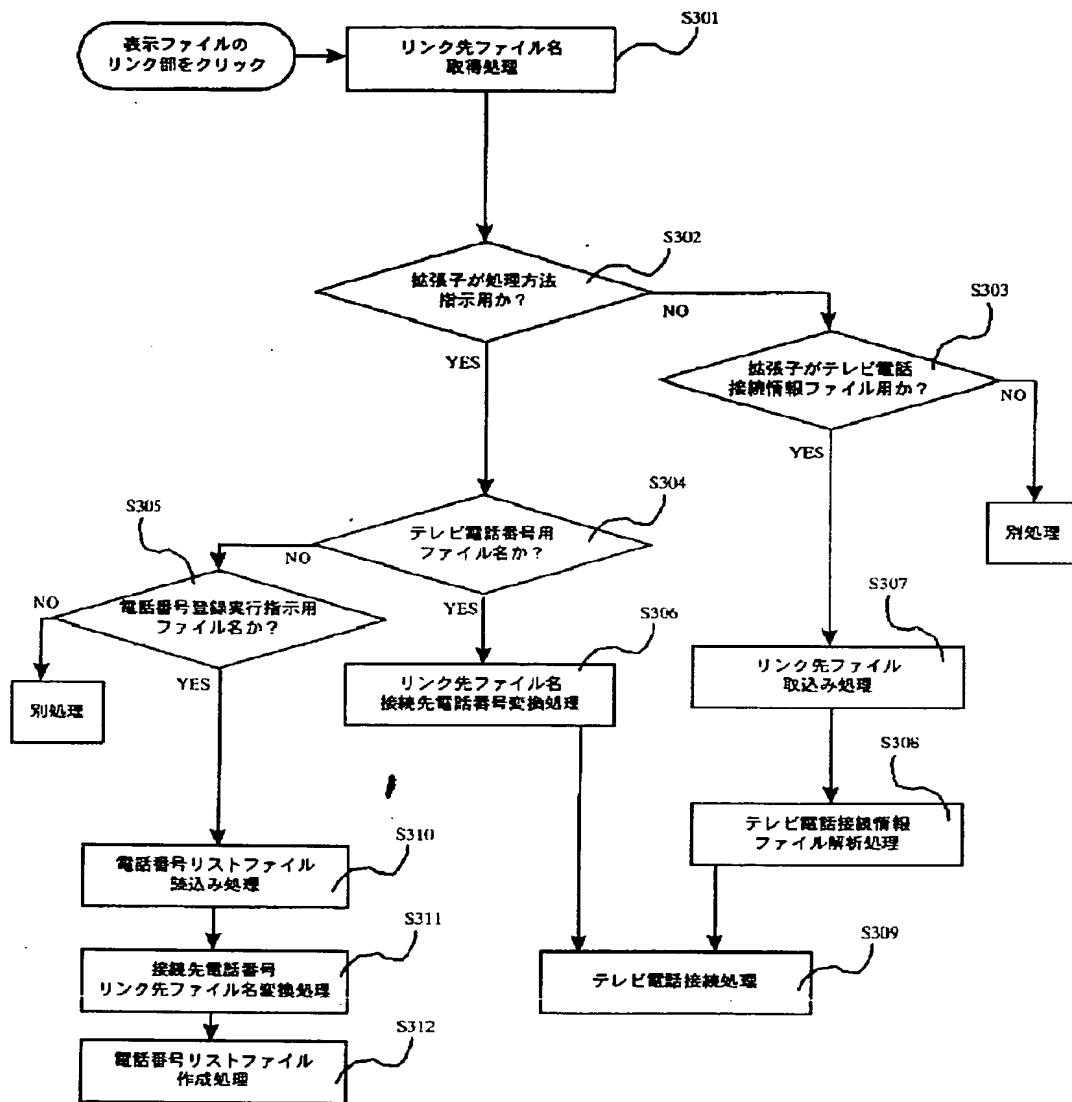 表示ファイルの
リンク部をクリック
リンク先ファイル名
取得処理
S301
拡張子が処理方法
指示用か？
S302
NO
YES
拡張子がテレビ電話
接続情報ファイル用か？
S303
NO
YES
別処理
テレビ電話番号用
ファイル名か？
S304
NO
YES
電話番号登録実行指示用
ファイル名か？
S305
NO
YES
別処理
リンク先ファイル名
接続先電話番号変換処理
S306
リンク先ファイル
取込み処理
S307
テレビ電話接続情報
ファイル解析処理
S308
テレビ電話接続処理
S309
電話番号リストファイル
読込み処理
S310
接続先電話番号
リンク先ファイル名変換処理
S311
電話番号リストファイル
作成処理
S312